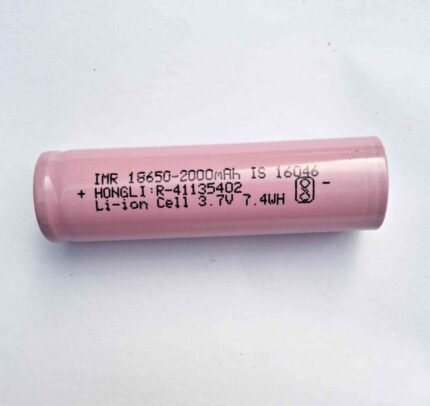 IMR 18650-2000mAh IS 16046
+ HONGLI:R-41135402 -
Li-ion Cell 3.7V 7.4WH